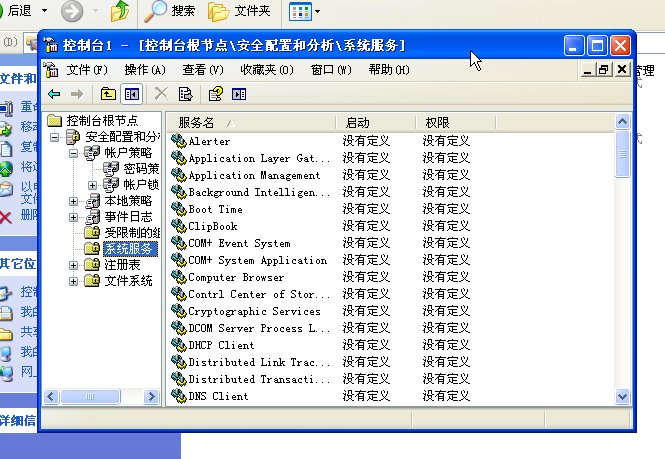 后退 搜索 文件夹
(D) 管理
控制台1 - [控制台根节点\安全配置和分析\系统服务]
文件(F) 操作(A) 查看(V) 收藏夹(O) 窗口(W) 帮助(H)
控制台根节点
安全配置和分析
帐户策略
密码策
帐户锁
本地策略
事件日志
受限制的组
系统服务
注册表
文件系统
服务名 启动 权限
Alerter 没有定义 没有定义
Application Layer Gat... 没有定义 没有定义
Application Management 没有定义 没有定义
Background Intelligen... 没有定义 没有定义
Boot Time 没有定义 没有定义
ClipBook 没有定义 没有定义
COM+ Event System 没有定义 没有定义
COM+ System Application 没有定义 没有定义
Computer Browser 没有定义 没有定义
Contrl Center of Stor... 没有定义 没有定义
Cryptographic Services 没有定义 没有定义
DCOM Server Process L... 没有定义 没有定义
DHCP Client 没有定义 没有定义
Distributed Link Trac... 没有定义 没有定义
Distributed Transacti... 没有定义 没有定义
DNS Client 没有定义 没有定义
文件和
重命
移动
复制
将这
以电
文件
删除
其它位
控制
我的
共享
我的
网上
详细信